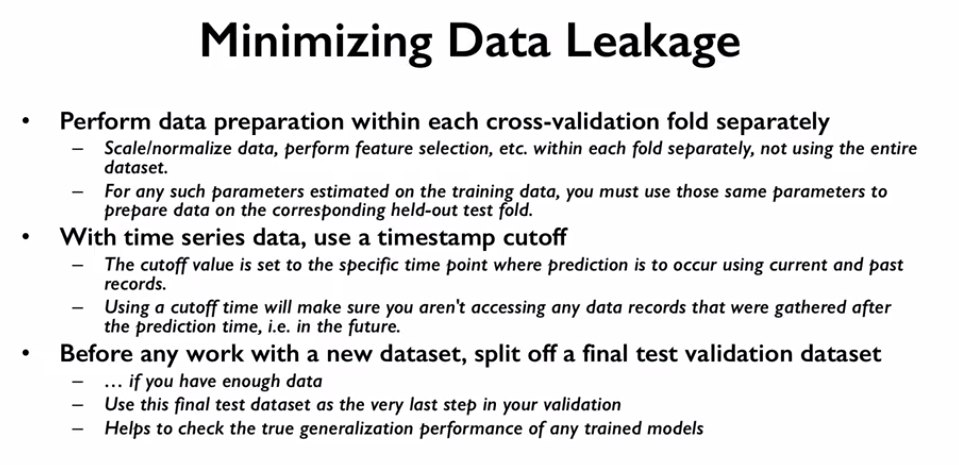 Minimizing Data Leakage
• Perform data preparation within each cross-validation fold separately
– Scale/normalize data, perform feature selection, etc. within each fold separately, not using the entire
dataset.
– For any such parameters estimated on the training data, you must use those same parameters to
prepare data on the corresponding held-out test fold.
• With time series data, use a timestamp cutoff
– The cutoff value is set to the specific time point where prediction is to occur using current and past
records.
– Using a cutoff time will make sure you aren't accessing any data records that were gathered after
the prediction time, i.e. in the future.
• Before any work with a new dataset, split off a final test validation dataset
– … if you have enough data
– Use this final test dataset as the very last step in your validation
– Helps to check the true generalization performance of any trained models